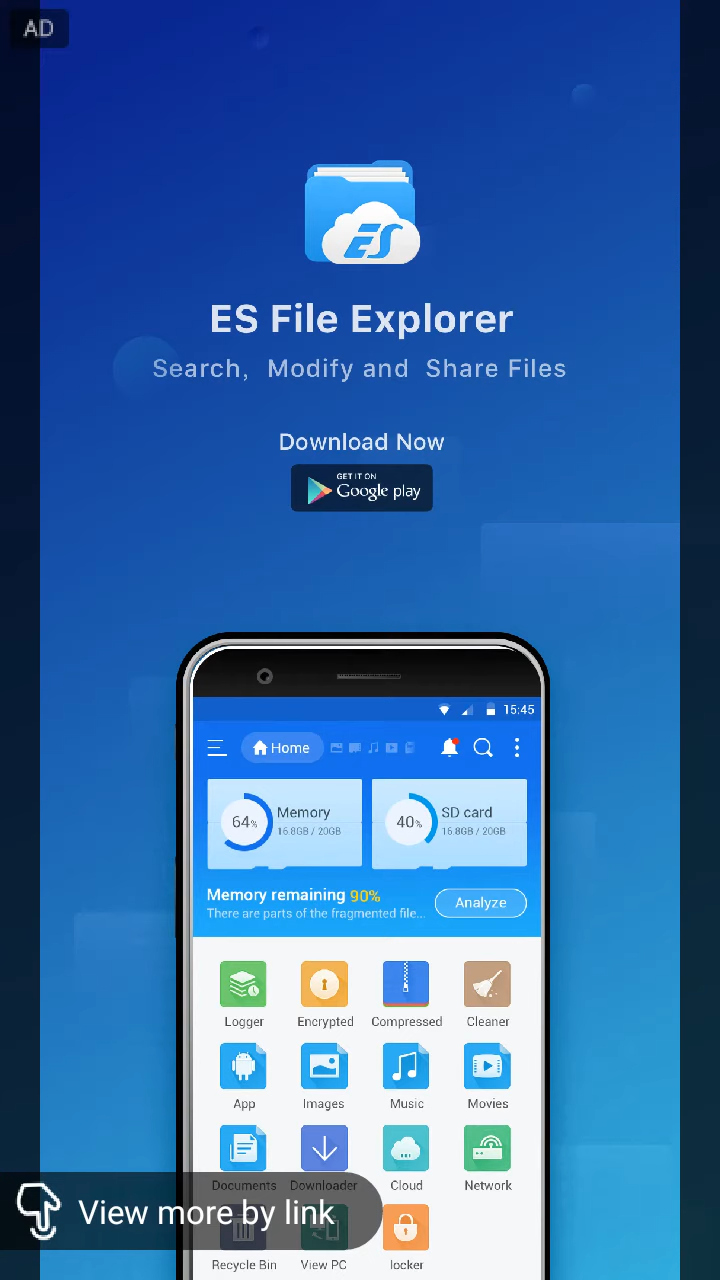 AD
ES
ES File Explorer
Search, Modify and Share Files
Download Now
GET IT ON
Google play
15:45
Home
64% Memory
16.8GB / 20GB
40% SD card
16.8GB / 20GB
Memory remaining 90%
There are parts of the fragmented file...
Analyze
Logger Encrypted Compressed Cleaner
App Images Music Movies
Documents Downloader Cloud Network
View more by link
Recycle Bin View PC locker